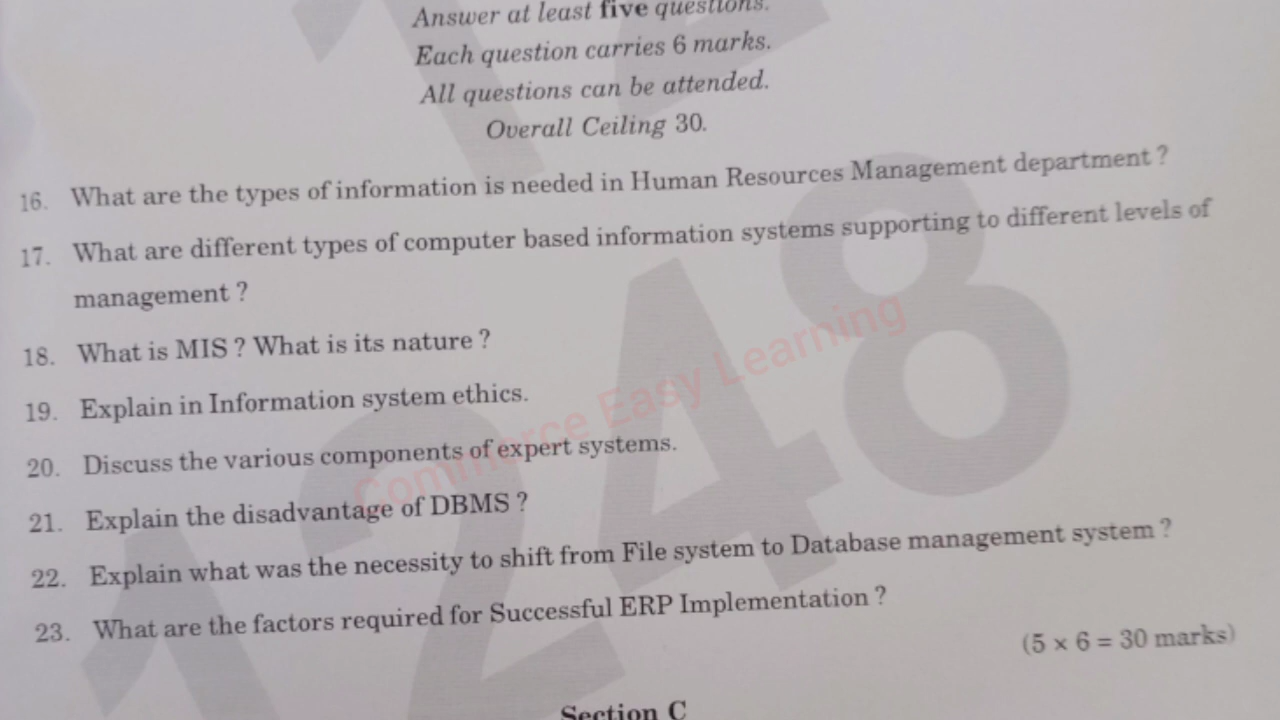 Answer at least five questions.
Each question carries 6 marks.
All questions can be attended.
Overall Ceiling 30.
16. What are the types of information is needed in Human Resources Management department ?
17. What are different types of computer based information systems supporting to different levels of
management ?
18. What is MIS ? What is its nature ?
19. Explain in Information system ethics.
20. Discuss the various components of expert systems.
21. Explain the disadvantage of DBMS ?
22. Explain what was the necessity to shift from File system to Database management system ?
23. What are the factors required for Successful ERP Implementation ?
(5 × 6 = 30 marks)
Section C
Commerce Easy Learning
1248